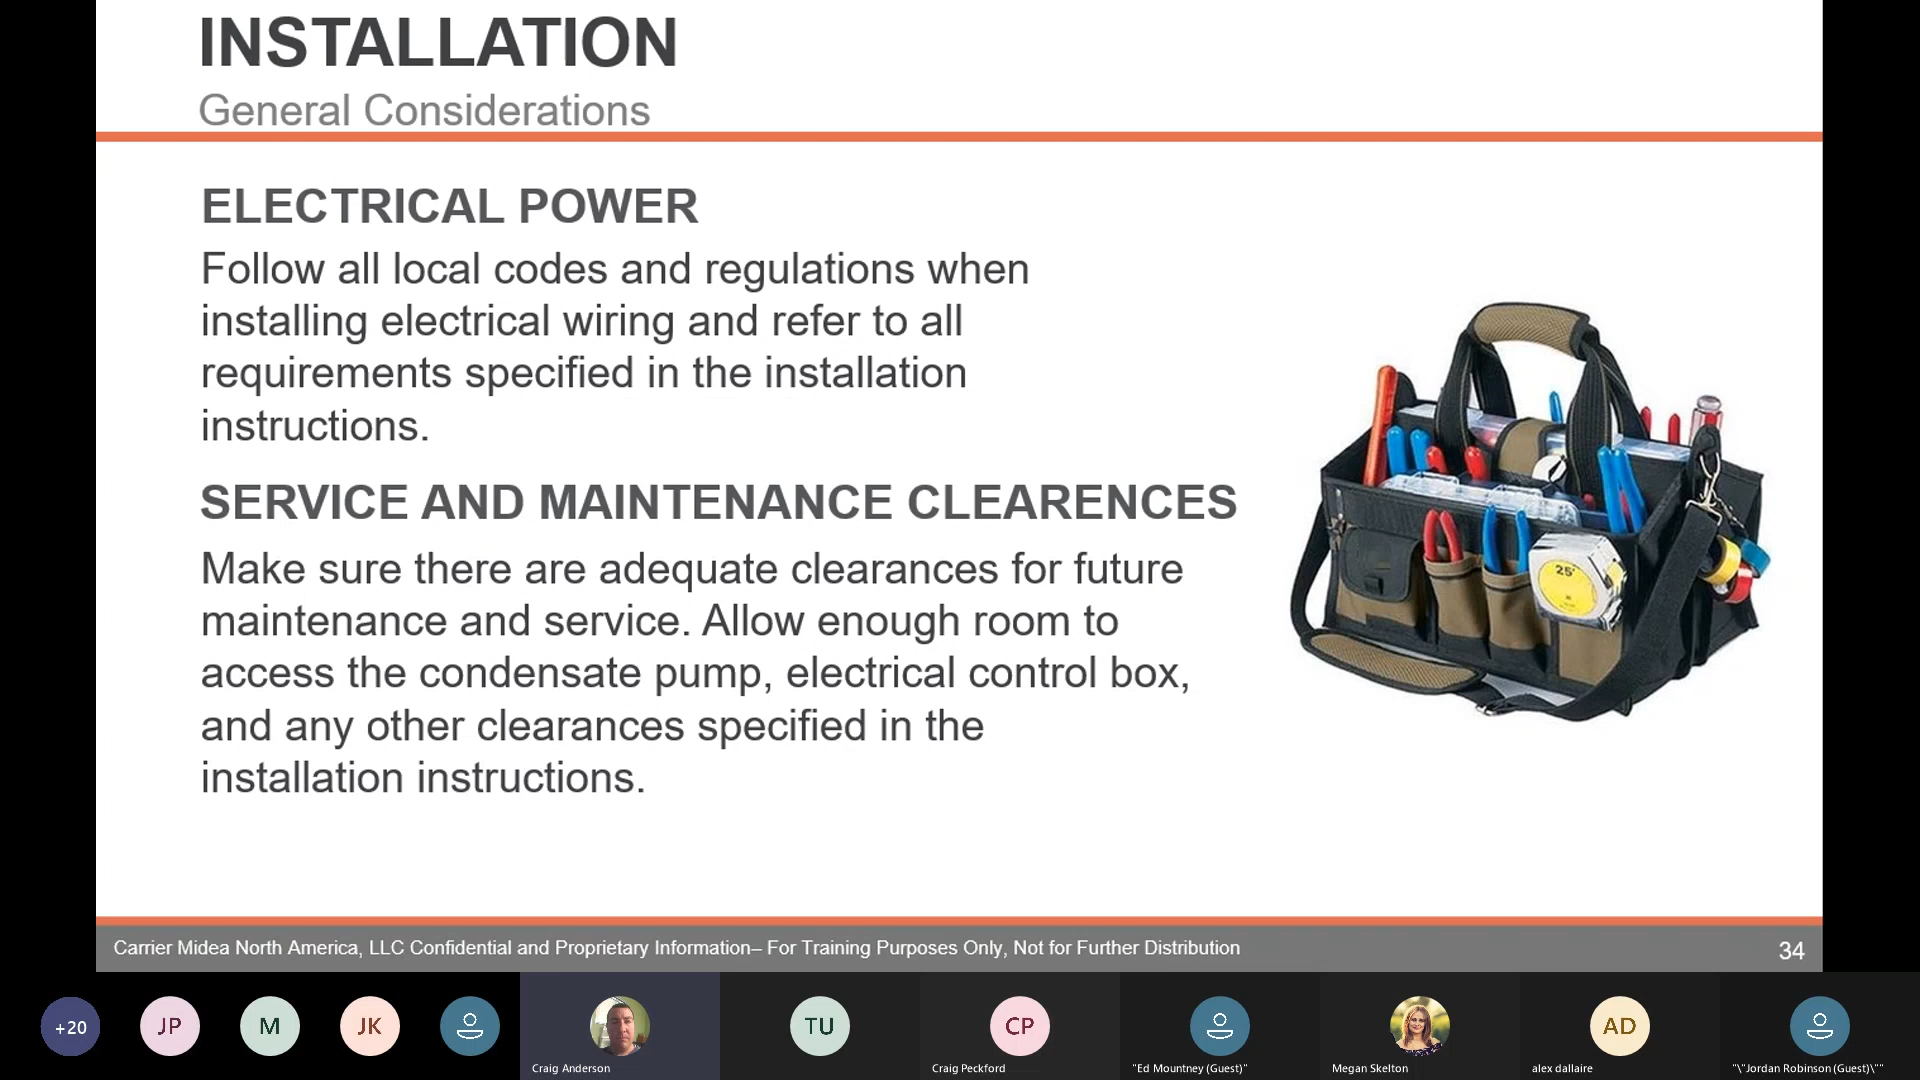 INSTALLATION
General Considerations
ELECTRICAL POWER
Follow all local codes and regulations when
installing electrical wiring and refer to all
requirements specified in the installation
instructions.
SERVICE AND MAINTENANCE CLEARENCES
Make sure there are adequate clearances for future
maintenance and service. Allow enough room to
access the condensate pump, electrical control box,
and any other clearances specified in the
installation instructions.
25'
Carrier Midea North America, LLC Confidential and Proprietary Information– For Training Purposes Only, Not for Further Distribution
34
+20
JP
M
JK
TU
CP
AD
Craig Anderson
Craig Peckford
"Ed Mountney (Guest)"
Megan Skelton
alex dallaire
"\"Jordan Robinson (Guest)\""